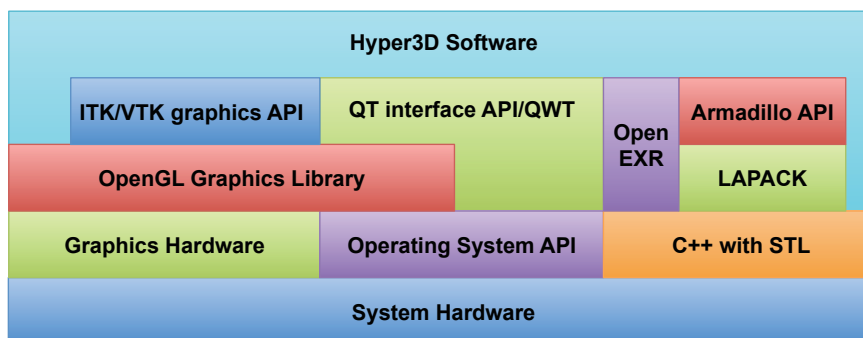 Hyper3D Software
ITK/VTK graphics API
QT interface API/QWT
Open
EXR
Armadillo API
OpenGL Graphics Library
LAPACK
Graphics Hardware
Operating System API
C++ with STL
System Hardware